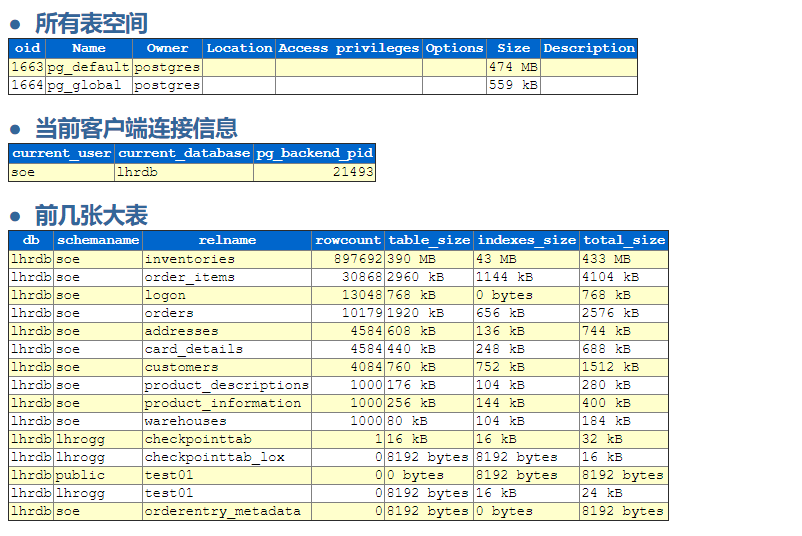 ● 所有表空间
oid Name Owner Location Access privileges Options Size Description
1663 pg_default postgres 474 MB
1664 pg_global postgres 559 kB
● 当前客户端连接信息
current_user current_database pg_backend_pid
soe lhrdb 21493
● 前几张大表
db schemaname relname rowcount table_size indexes_size total_size
lhrdb soe inventories 897692 390 MB 43 MB 433 MB
lhrdb soe order_items 30868 2960 kB 1144 kB 4104 kB
lhrdb soe logon 13048 768 kB 0 bytes 768 kB
lhrdb soe orders 10179 1920 kB 656 kB 2576 kB
lhrdb soe addresses 4584 608 kB 136 kB 744 kB
lhrdb soe card_details 4584 440 kB 248 kB 688 kB
lhrdb soe customers 4084 760 kB 752 kB 1512 kB
lhrdb soe product_descriptions 1000 176 kB 104 kB 280 kB
lhrdb soe product_information 1000 256 kB 144 kB 400 kB
lhrdb soe warehouses 1000 80 kB 104 kB 184 kB
lhrdb lhrogg checkpointtab 1 16 kB 16 kB 32 kB
lhrdb lhrogg checkpointtab_lox 0 8192 bytes 8192 bytes 16 kB
lhrdb public test01 0 0 bytes 8192 bytes 8192 bytes
lhrdb lhrogg test01 0 8192 bytes 16 kB 24 kB
lhrdb soe orderentry_metadata 0 8192 bytes 0 bytes 8192 bytes